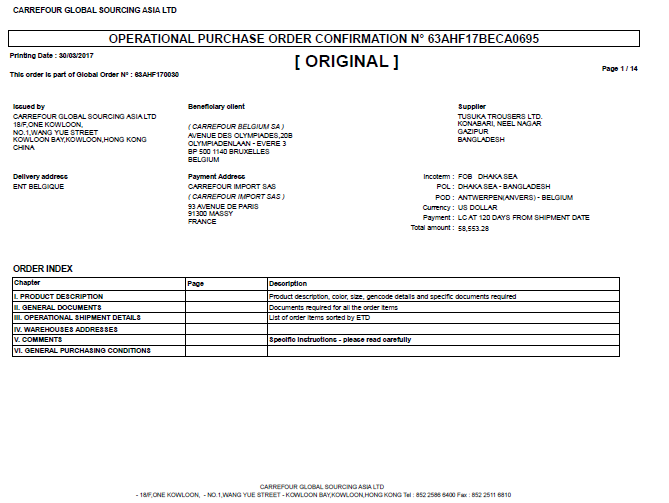 CARREFOUR GLOBAL SOURCING ASIA LTD
OPERATIONAL PURCHASE ORDER CONFIRMATION N° 63AHF17BECA0695
Printing Date : 30/03/2017
[ ORIGINAL ]
Page 1 / 14
This order is part of Global Order N° : 63AHF170030
Issued by
CARREFOUR GLOBAL SOURCING ASIA LTD
18/F,ONE KOWLOON,
NO.1,WANG YUE STREET
KOWLOON BAY,KOWLOON,HONG KONG
CHINA
Beneficiary client
( CARREFOUR BELGIUM SA )
AVENUE DES OLYMPIADES,20B
OLYMPIADENLAAN - EVERE 3
BP 500 1140 BRUXELLES
BELGIUM
Supplier
TUSUKA TROUSERS LTD.
KONABARI, NEEL NAGAR
GAZIPUR
BANGLADESH
Delivery address
ENT BELGIQUE
Payment Address
CARREFOUR IMPORT SAS
( CARREFOUR IMPORT SAS )
93 AVENUE DE PARIS
91300 MASSY
FRANCE
Incoterm : FOB DHAKA SEA
POL : DHAKA SEA - BANGLADESH
POD : ANTWERPEN(ANVERS) - BELGIUM
Currency : US DOLLAR
Payment : LC AT 120 DAYS FROM SHIPMENT DATE
Total amount : 58,553.28
ORDER INDEX
Chapter Page Description
I. PRODUCT DESCRIPTION Product description, color, size, gencode details and specific documents required
II. GENERAL DOCUMENTS Documents required for all the order items
III. OPERATIONAL SHIPMENT DETAILS List of order items sorted by ETD
IV. WAREHOUSES ADDRESSES
V. COMMENTS Specific instructions - please read carefully
VI. GENERAL PURCHASING CONDITIONS
CARREFOUR GLOBAL SOURCING ASIA LTD
- 18/F,ONE KOWLOON, - NO.1,WANG YUE STREET - KOWLOON BAY,KOWLOON,HONG KONG Tel : 852 2586 6400 Fax : 852 2511 6810